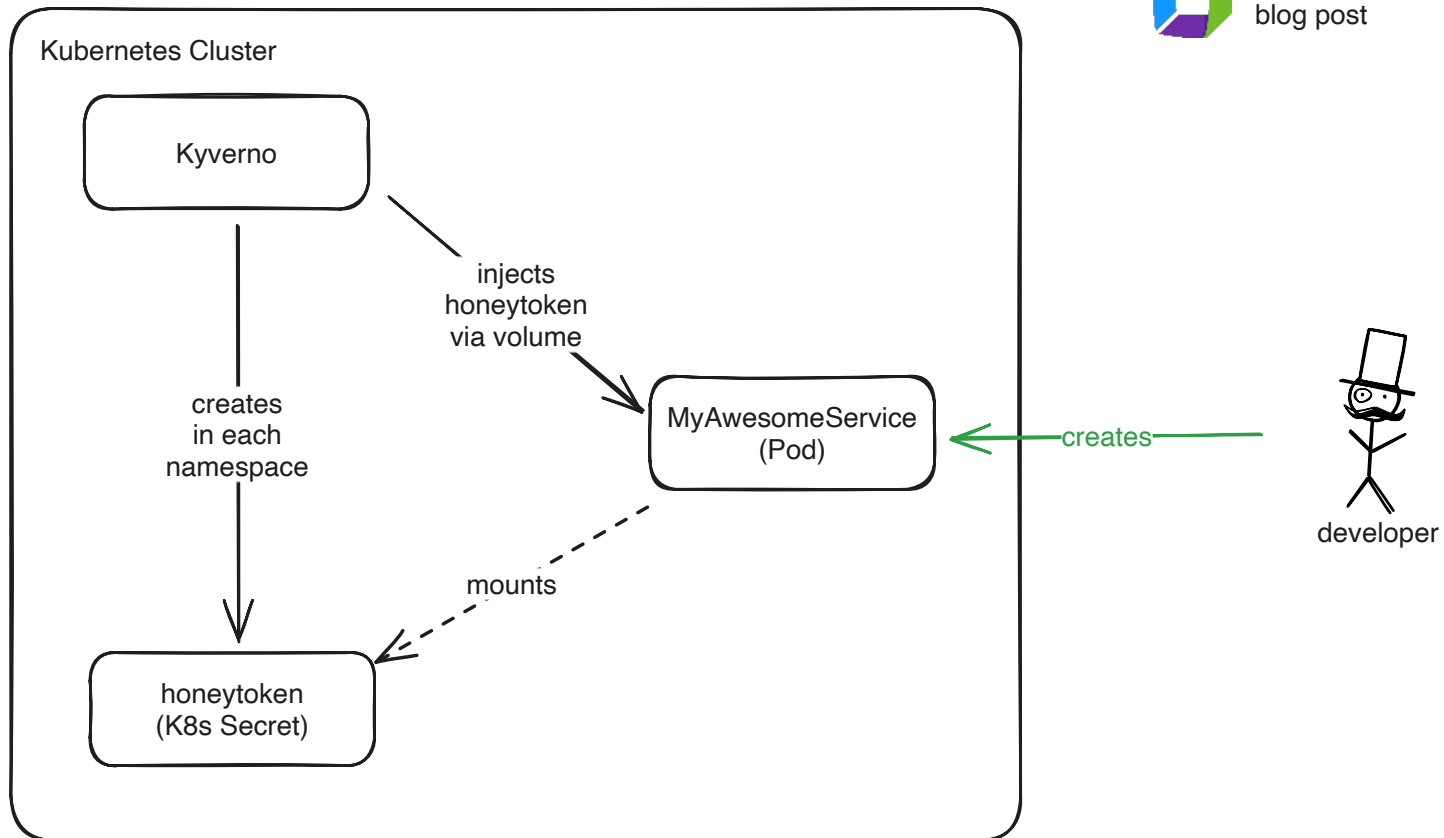 blog post
Kubernetes Cluster
Kyverno
injects
honeytoken
via volume
creates
in each
namespace
MyAwesomeService
(Pod)
creates
developer
mounts
honeytoken
(K8s Secret)